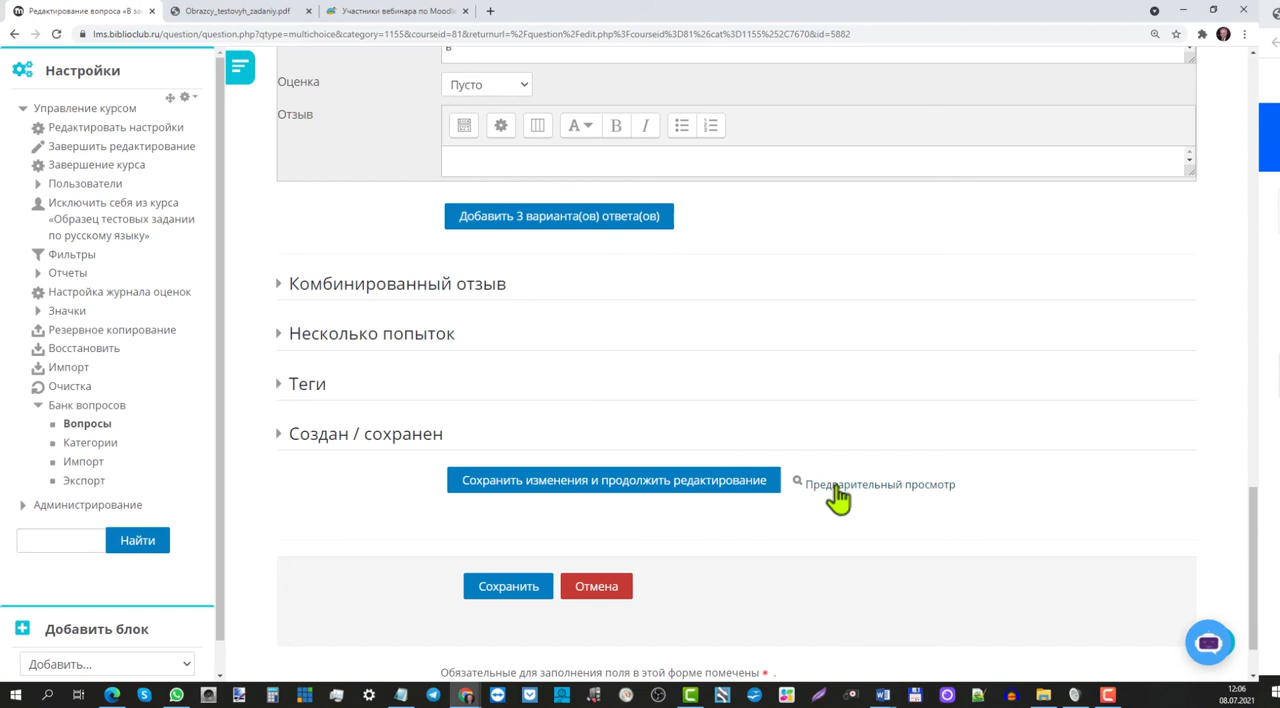 Редактирование вопроса «В за
Obrazcy_testovyh_zadaniy.pdf
Участники вебинара по Moodle
lms.biblioclub.ru/question/question.php?qtype=multichoice&category=1155&courseid=81&returnurl=%2Fquestion%2Fedit.php%3Fcourseid%3D81%26cat%3D1155%252C7670&id=5882
Настройки
Управление курсом
Редактировать настройки
Завершить редактирование
Завершение курса
Пользователи
Исключить себя из курса
«Образец тестовых задании
по русскому языку»
Фильтры
Отчеты
Настройка журнала оценок
Значки
Резервное копирование
Восстановить
Импорт
Очистка
Банк вопросов
Вопросы
Категории
Импорт
Экспорт
Администрирование
Найти
Добавить блок
Добавить...
Оценка
Пусто
Отзыв
A B I
Добавить 3 варианта(ов) ответа(ов)
Комбинированный отзыв
Несколько попыток
Теги
Создан / сохранен
Сохранить изменения и продолжить редактирование
Предварительный просмотр
Сохранить
Отмена
Обязательные для заполнения поля в этой форме помечены * .
12:06
08.07.2021